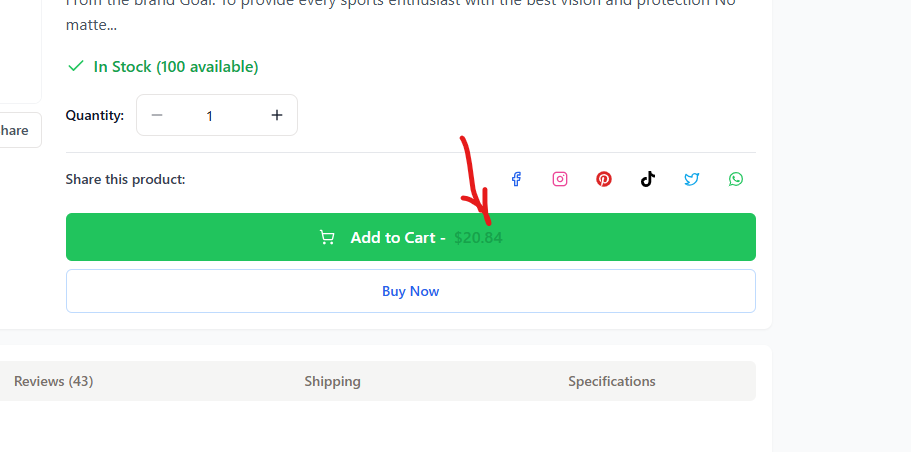 From the brand Goal: To provide every sports enthusiast with the best vision and protection No
matte...
In Stock (100 available)
Quantity:
1
hare
Share this product:
Add to Cart - $20.84
Buy Now
Reviews (43)
Shipping
Specifications